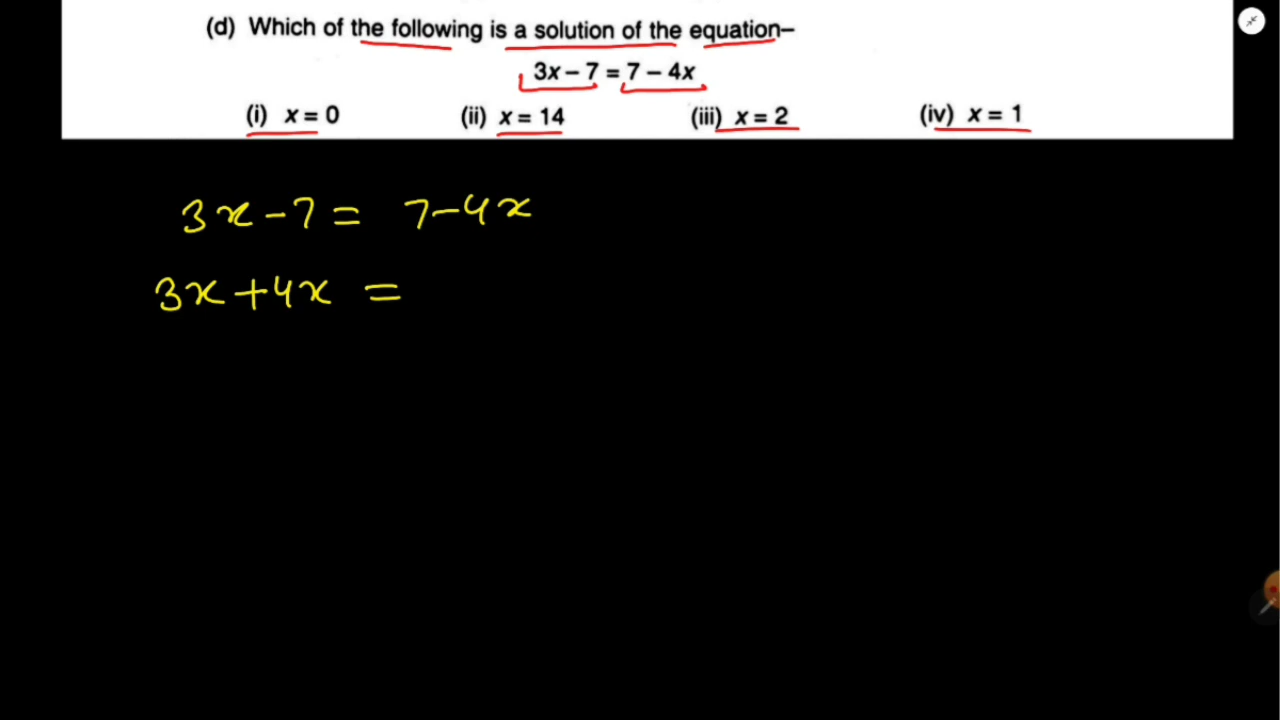 (d) Which of the following is a solution of the equation–
3x – 7 = 7 – 4x
(i) x = 0 (ii) x = 14 (iii) x = 2 (iv) x = 1
3x - 7 = 7 - 4x
3x + 4x =